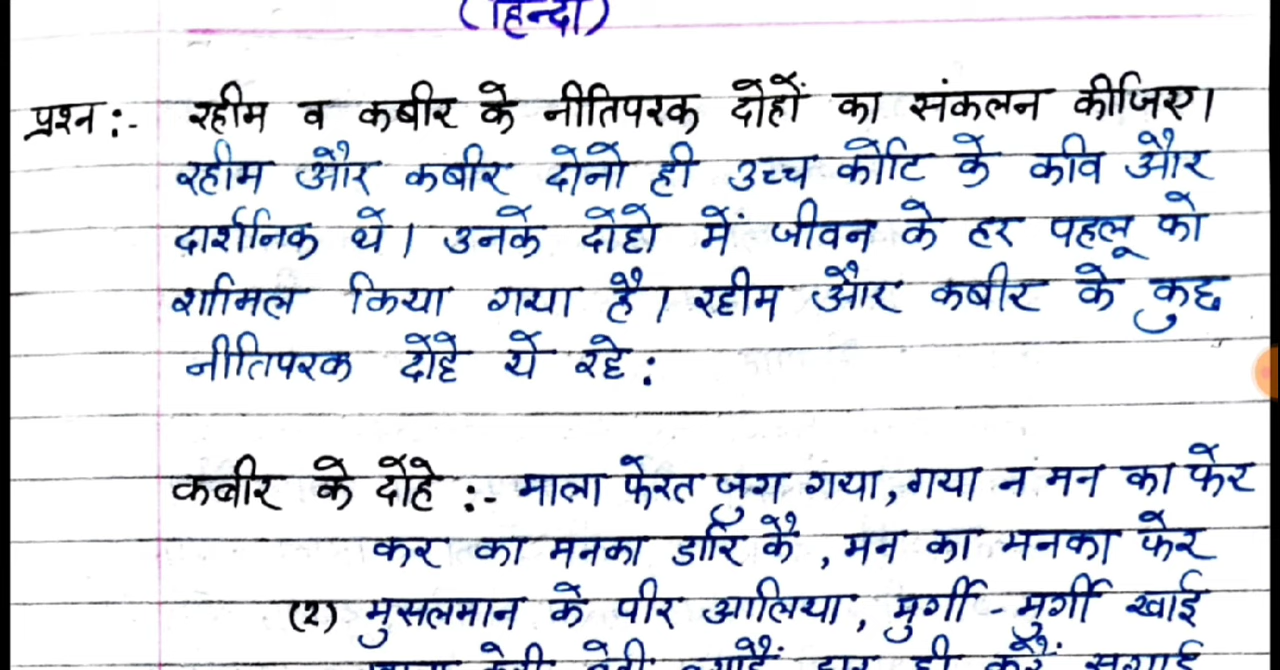 (हिन्दी)
प्रश्न :- रहीम व कबीर के नीतिपरक दोहों का संकलन कीजिए।
रहीम और कबीर दोनो ही उच्च कोटि के कवि और
दार्शनिक थे। उनके दोहो में जीवन के हर पहलू को
शामिल किया गया है। रहीम और कबीर के कुछ
नीतिपरक दोहे ये रहे :
कबीर के दोहे :- माला फेरत जुग गया, गया न मन का फेर
कर का मनका डारि कै, मन का मनका फेर
(२) मुसलमान के पीर आलिया, मुर्गी - मुर्गी खाई